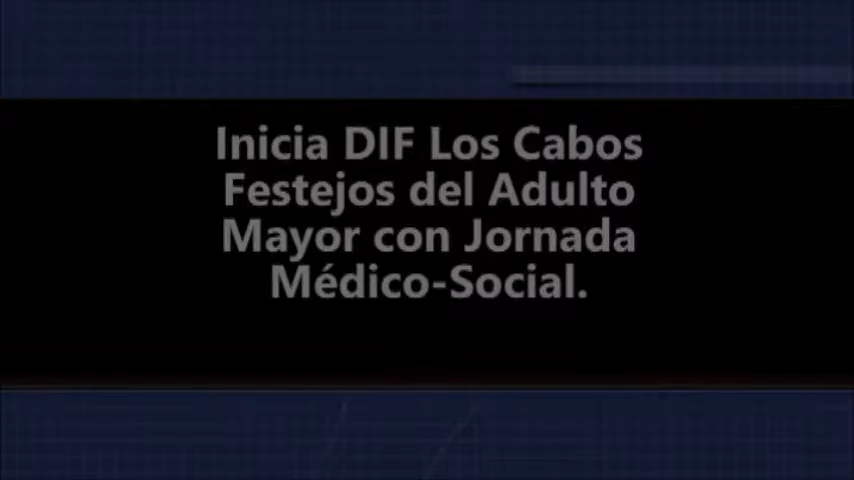 Inicia DIF Los Cabos
Festejos del Adulto
Mayor con Jornada
Médico-Social.